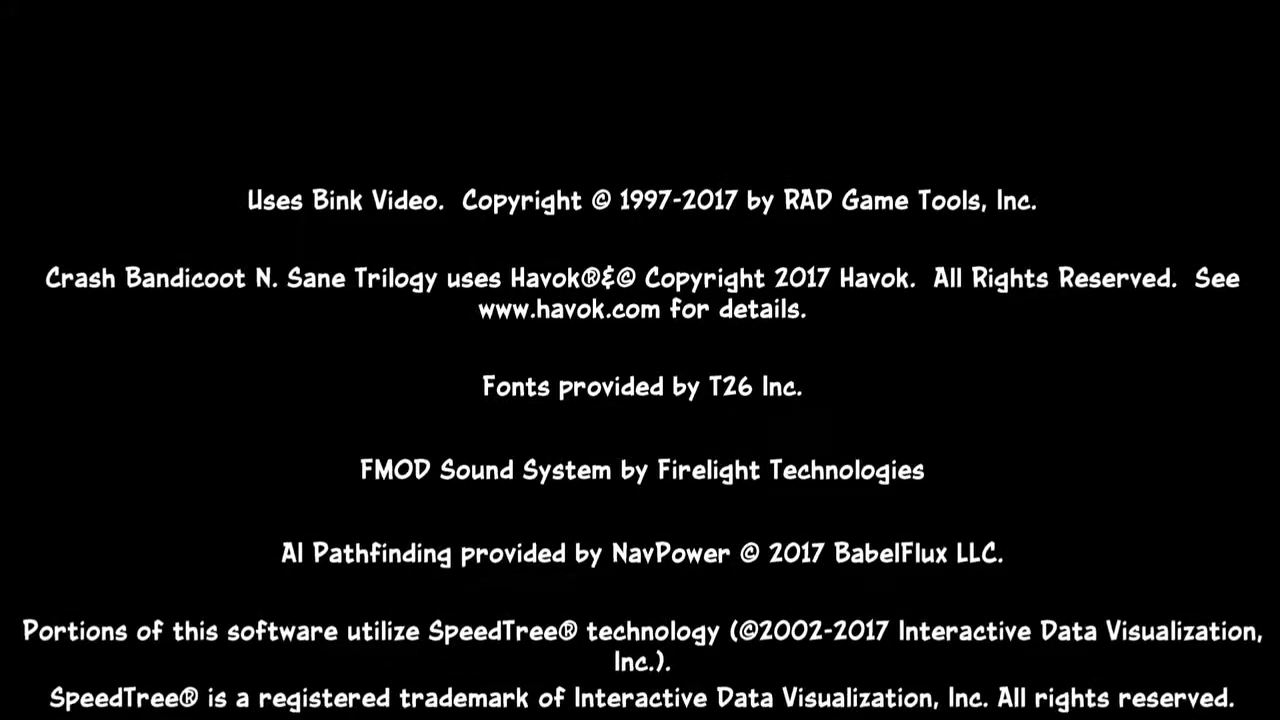 Uses Bink Video.  Copyright © 1997-2017 by RAD Game Tools, Inc.
Crash Bandicoot N. Sane Trilogy uses Havok®&© Copyright 2017 Havok.  All Rights Reserved.  See
www.havok.com for details.
Fonts provided by T26 Inc.
FMOD Sound System by Firelight Technologies
AI Pathfinding provided by NavPower © 2017 BabelFlux LLC.
Portions of this software utilize SpeedTree® technology (©2002-2017 Interactive Data Visualization,
Inc.).
SpeedTree® is a registered trademark of Interactive Data Visualization, Inc. All rights reserved.